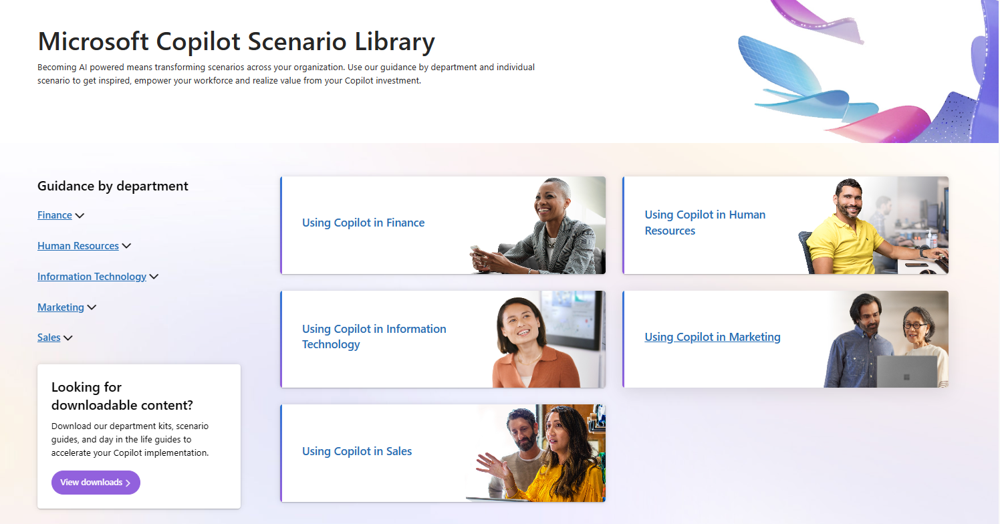 Microsoft Copilot Scenario Library
Becoming AI powered means transforming scenarios across your organization. Use our guidance by department and individual
scenario to get inspired, empower your workforce and realize value from your Copilot investment.
Guidance by department
Finance
Human Resources
Information Technology
Marketing
Sales
Looking for
downloadable content?
Download our department kits, scenario
guides, and day in the life guides to
accelerate your Copilot implementation.
View downloads
Using Copilot in Finance
Using Copilot in Human
Resources
Using Copilot in Information
Technology
Using Copilot in Marketing
Using Copilot in Sales